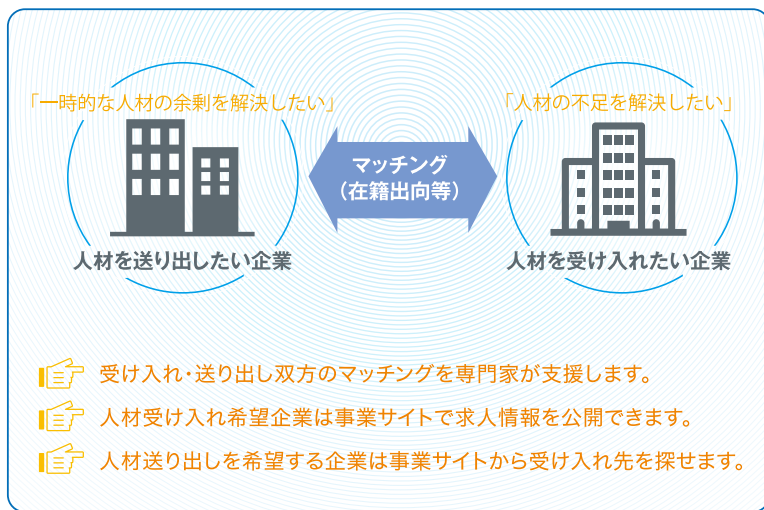 「一時的な人材の余剰を解決したい」
「人材の不足を解決したい」
マッチング
（在籍出向等）
人材を送り出したい企業
人材を受け入れたい企業
受け入れ・送り出し双方のマッチングを専門家が支援します。
人材受け入れ希望企業は事業サイトで求人情報を公開できます。
人材送り出しを希望する企業は事業サイトから受け入れ先を探せます。